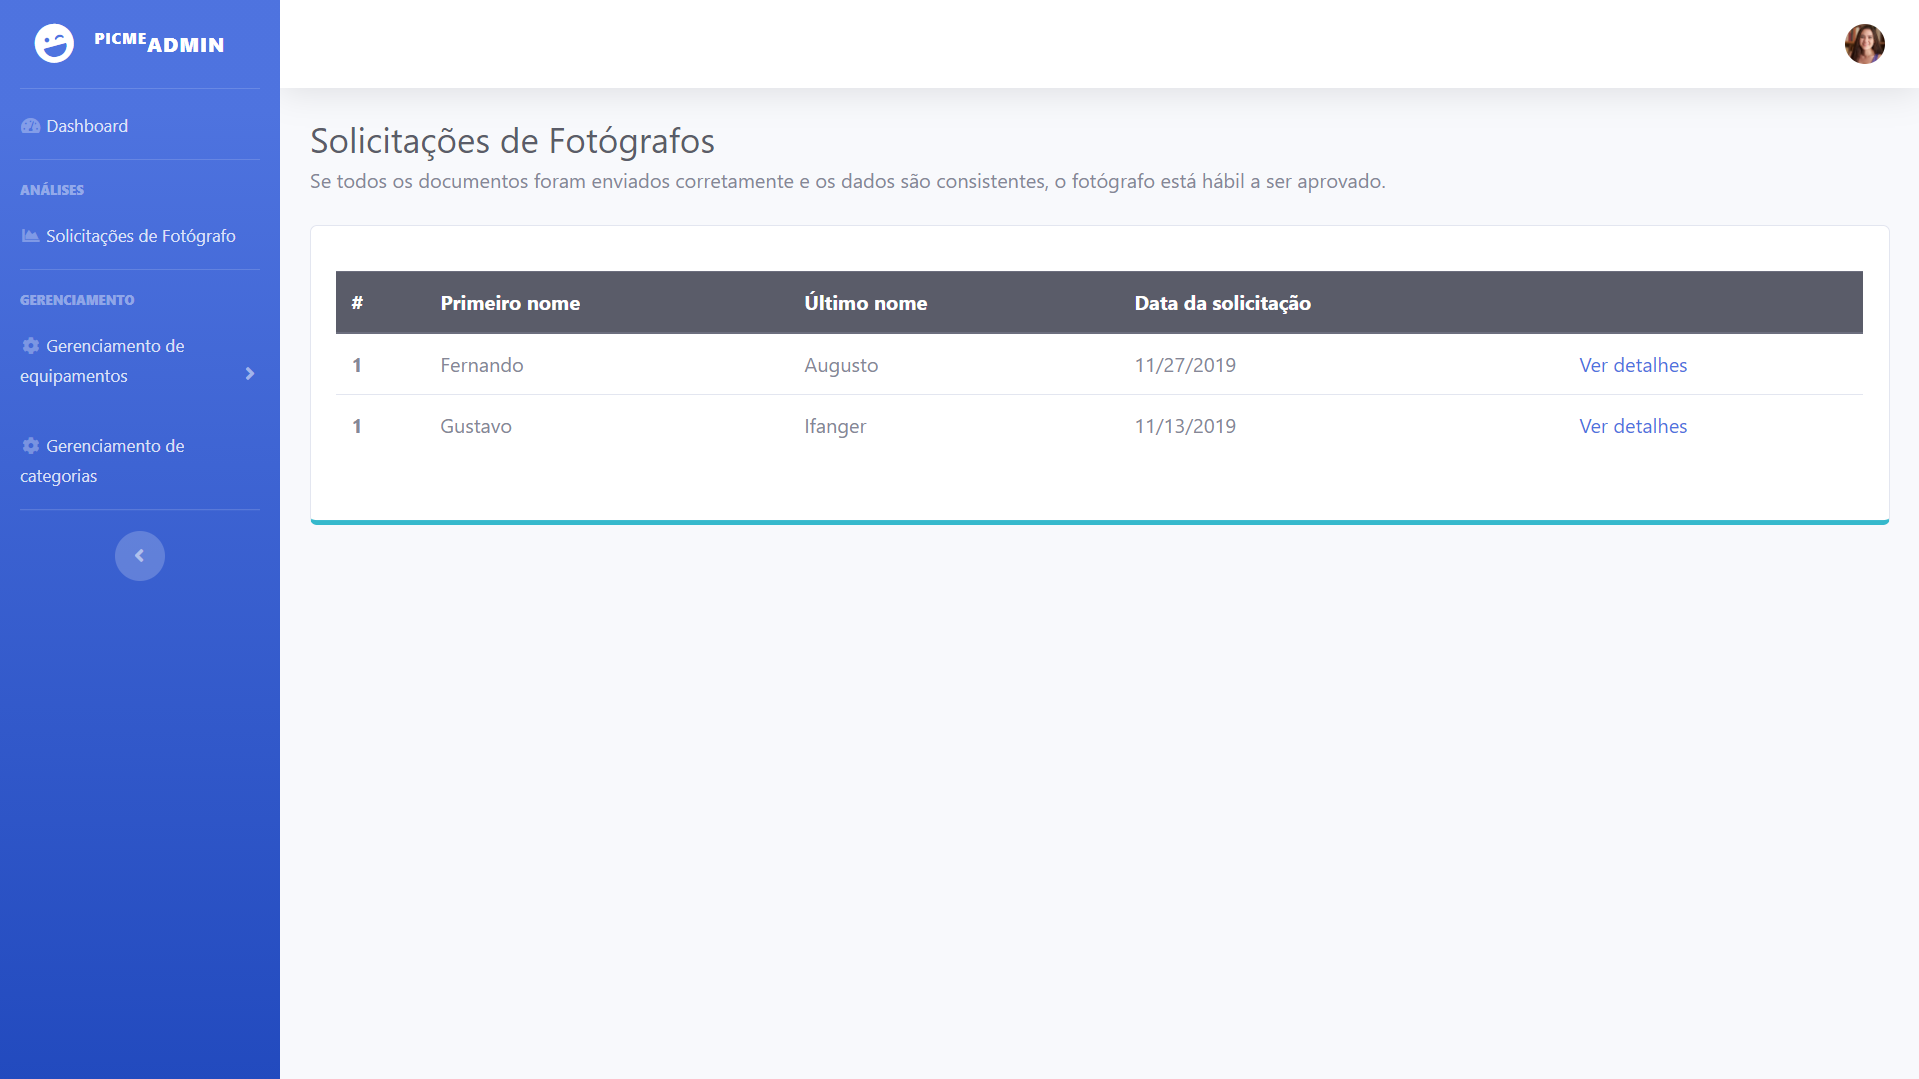 PICME ADMIN
Dashboard
ANÁLISES
Solicitações de Fotógrafo
GERENCIAMENTO
Gerenciamento de
equipamentos
Gerenciamento de
categorias
Solicitações de Fotógrafos
Se todos os documentos foram enviados corretamente e os dados são consistentes, o fotógrafo está hábil a ser aprovado.
# Primeiro nome Último nome Data da solicitação
1 Fernando Augusto 11/27/2019 Ver detalhes
1 Gustavo Ifanger 11/13/2019 Ver detalhes